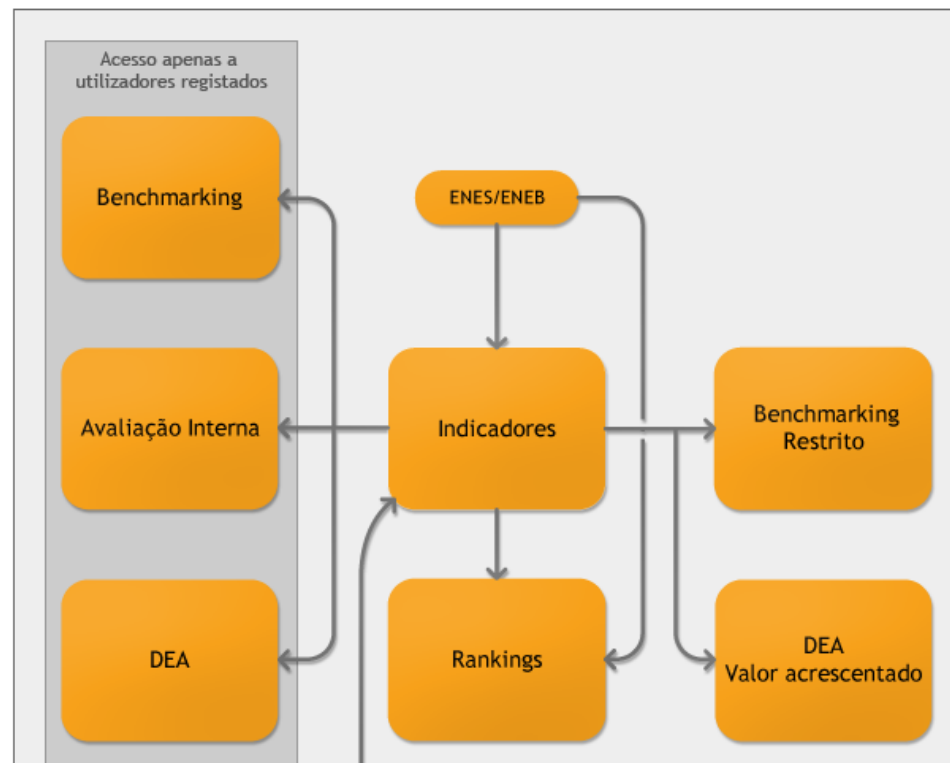 Acesso apenas a
utilizadores registados
Benchmarking
ENES/ENEB
Avaliação Interna
Indicadores
Benchmarking
Restrito
DEA
Rankings
DEA
Valor acrescentado